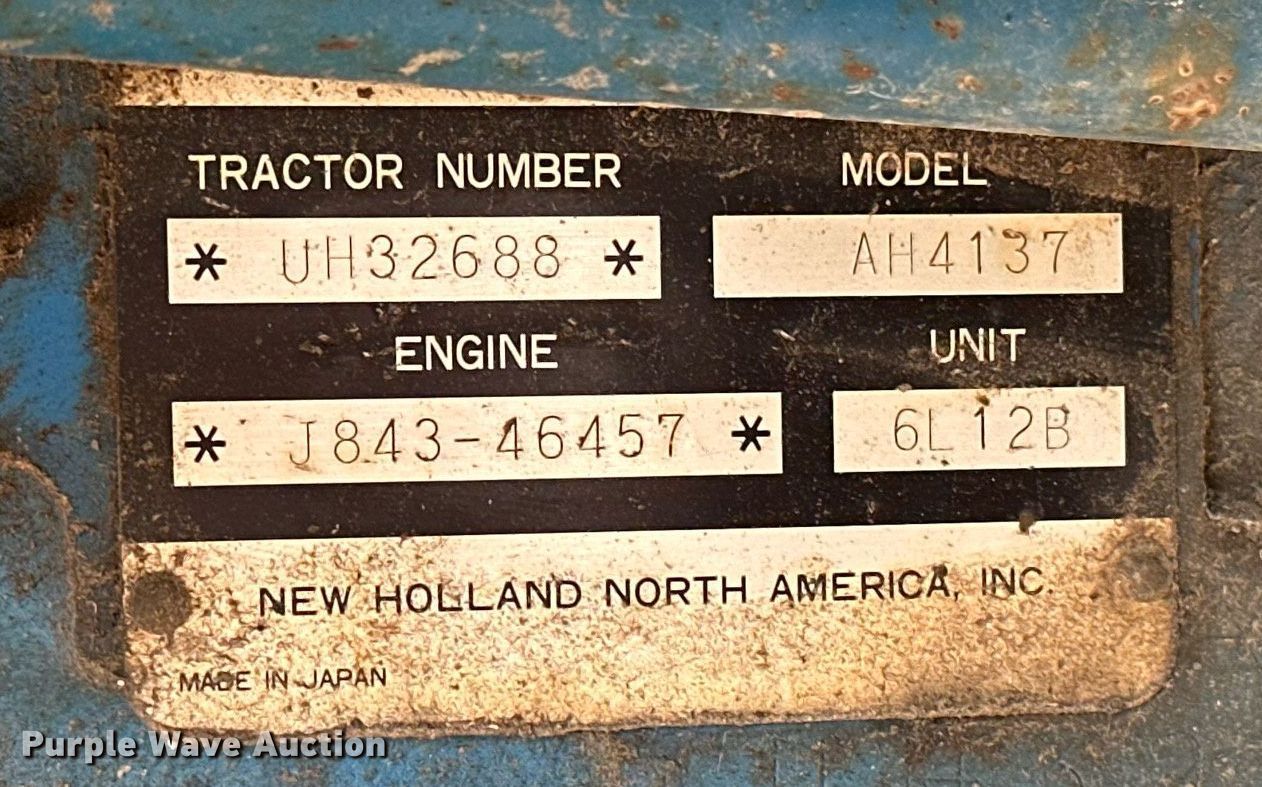 TRACTOR NUMBER MODEL
* UH32688 * AH4137
ENGINE UNIT
* J843-46457 * 6L12B
NEW HOLLAND NORTH AMERICA, INC.
MADE IN JAPAN
Purple Wave Auction